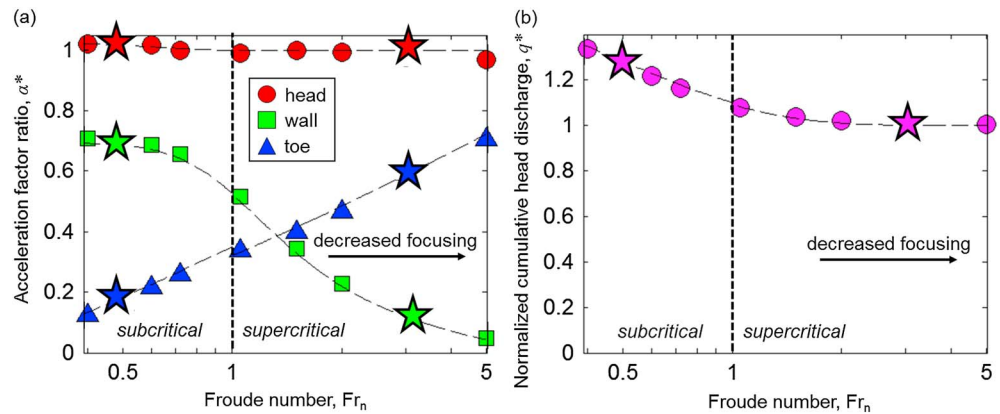 (a)
Acceleration factor ratio, α*
1
0.8
0.6
0.4
0.2
0
head
wall
toe
decreased focusing
subcritical
supercritical
0.5
1
5
Froude number, Frn
(b)
Normalized cumulative head discharge, q*
1.2
1
0.8
0.6
0.4
0.2
0
decreased focusing
subcritical
supercritical
0.5
1
5
Froude number, Frn